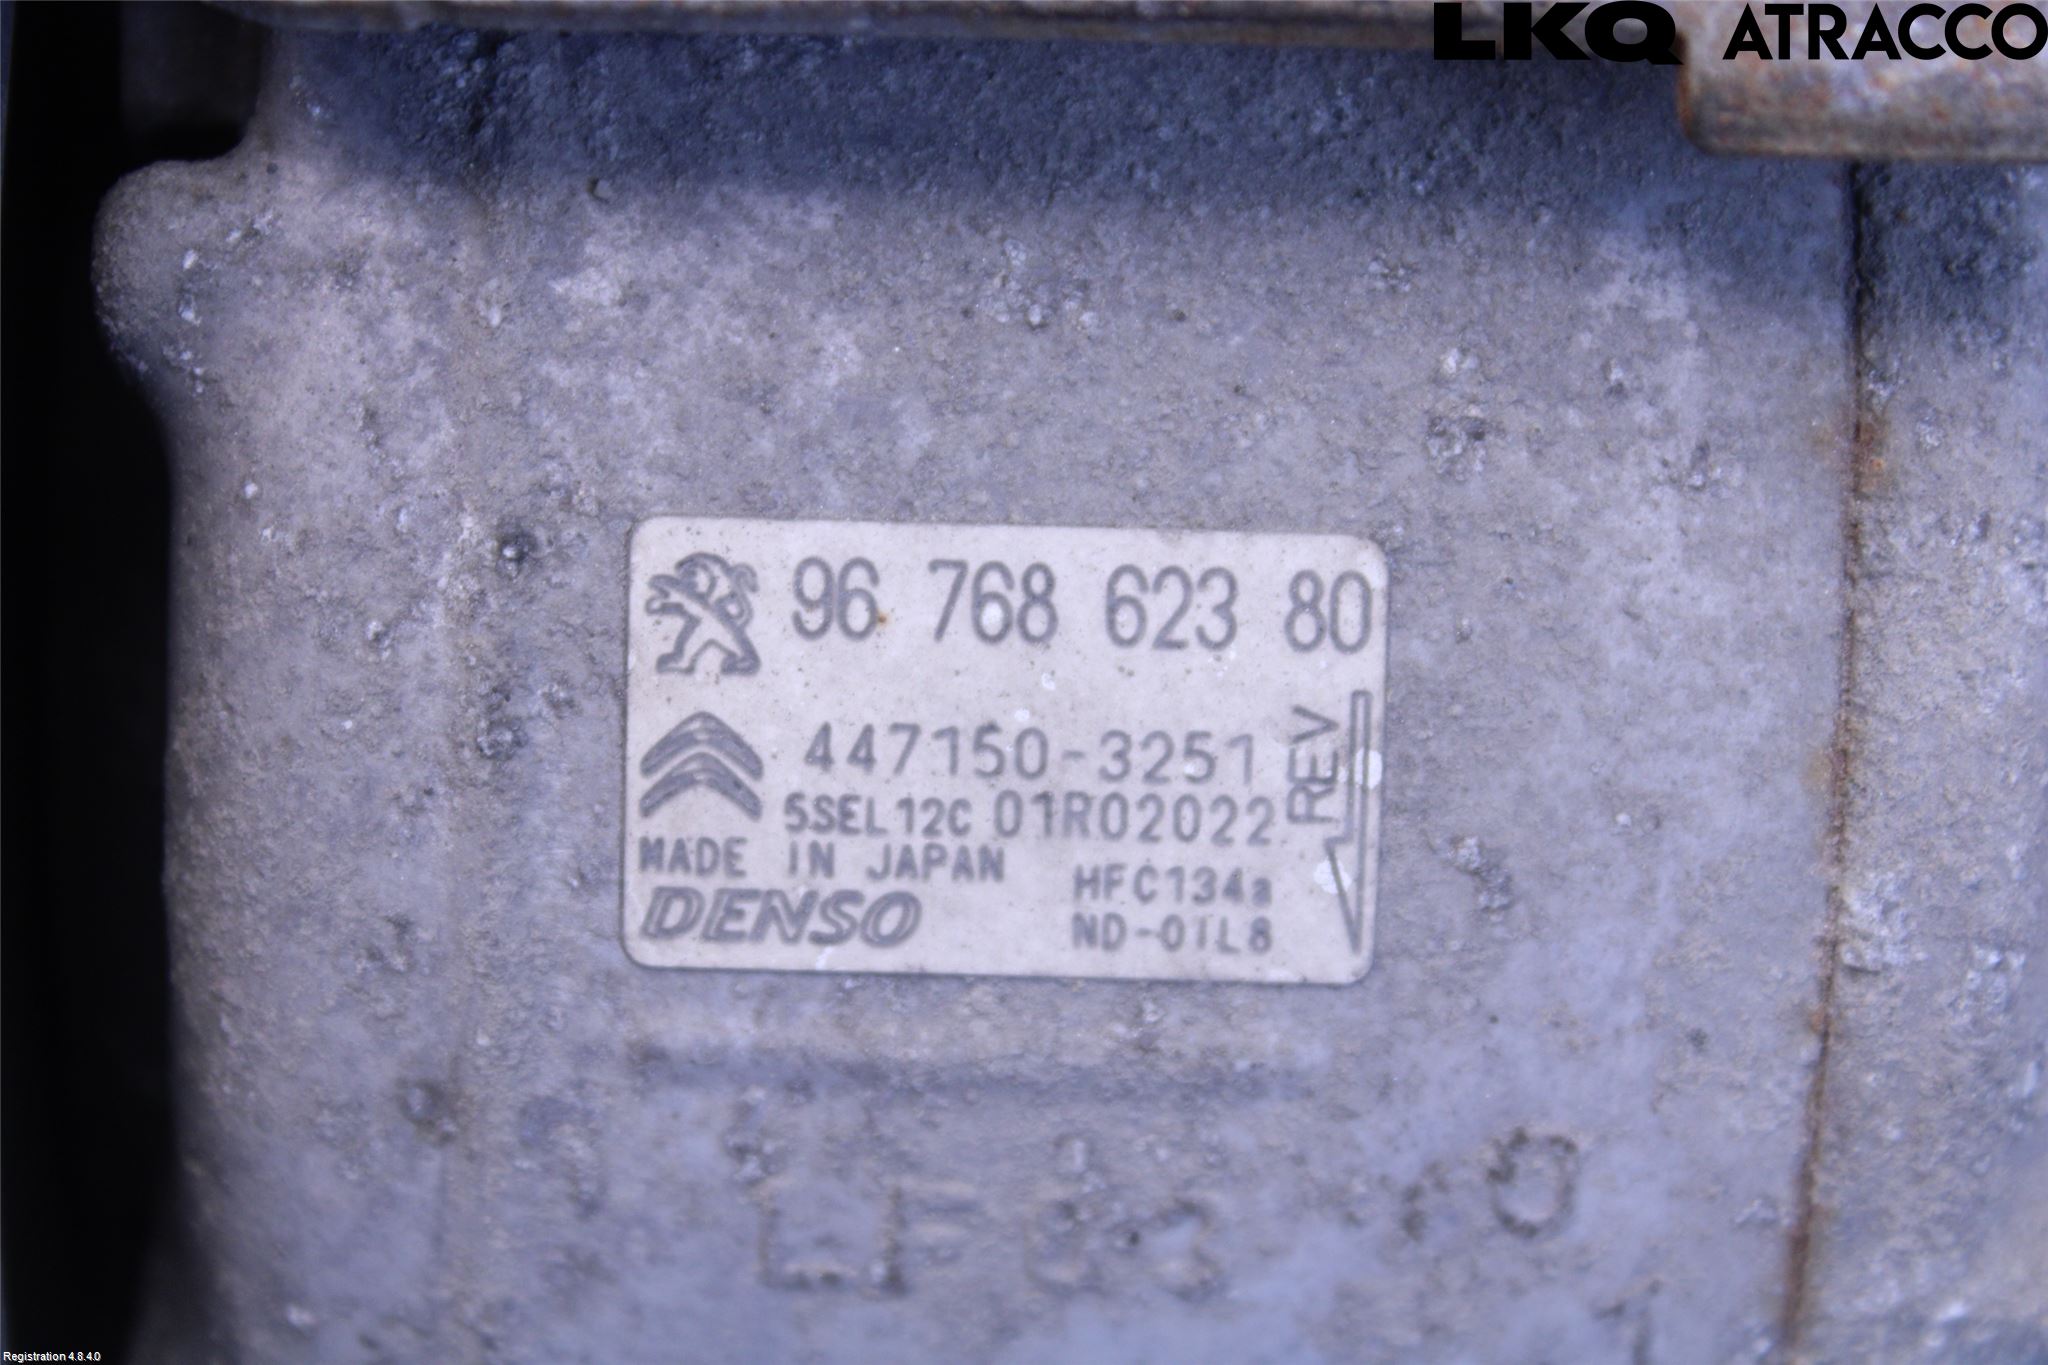 LKQ ATRACCO
96 768 623 80
447150-3251
5SEL12C 01R02022
REV
MADE IN JAPAN
HFC134a
DENSO
ND-OIL8
Registration 4.8.4.0